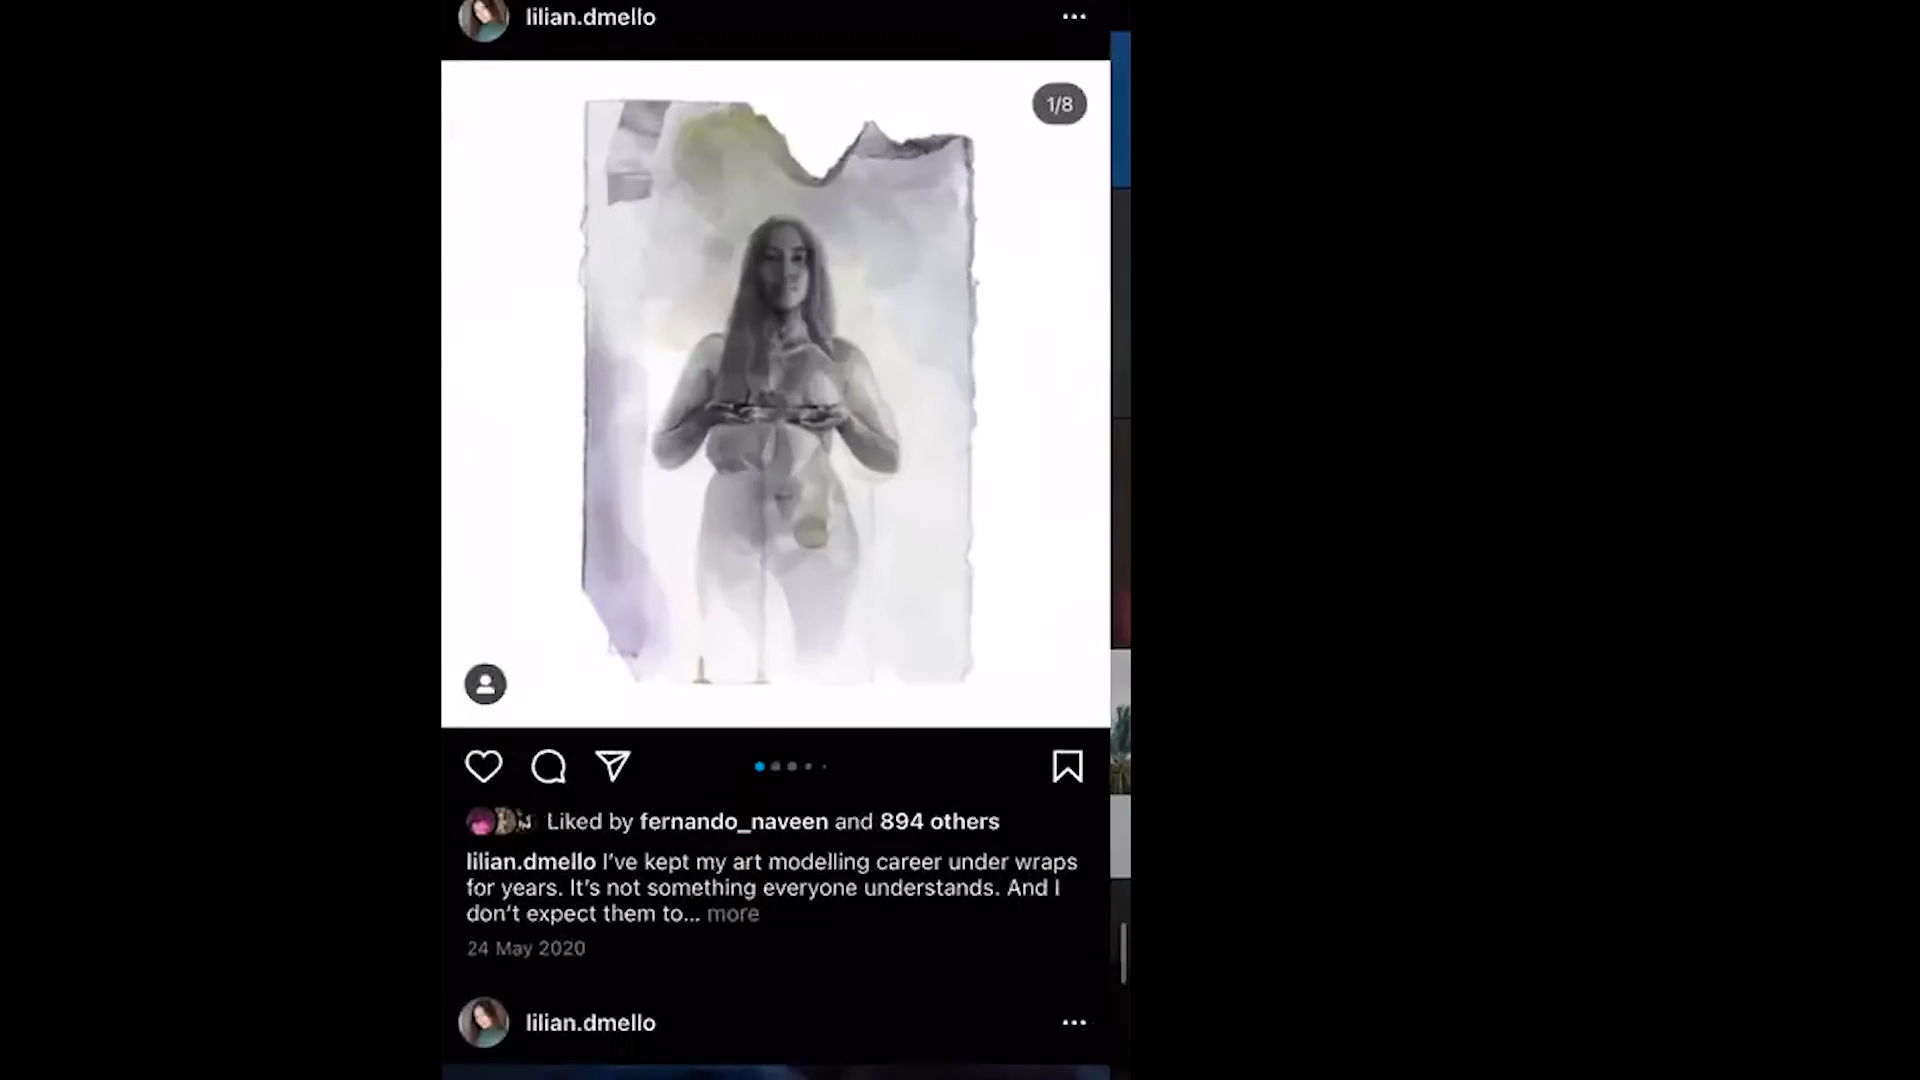 lilian.dmello
1/8
Liked by fernando_naveen and 894 others
lilian.dmello I've kept my art modelling career under wraps
for years. It's not something everyone understands. And I
don't expect them to... more
24 May 2020
lilian.dmello